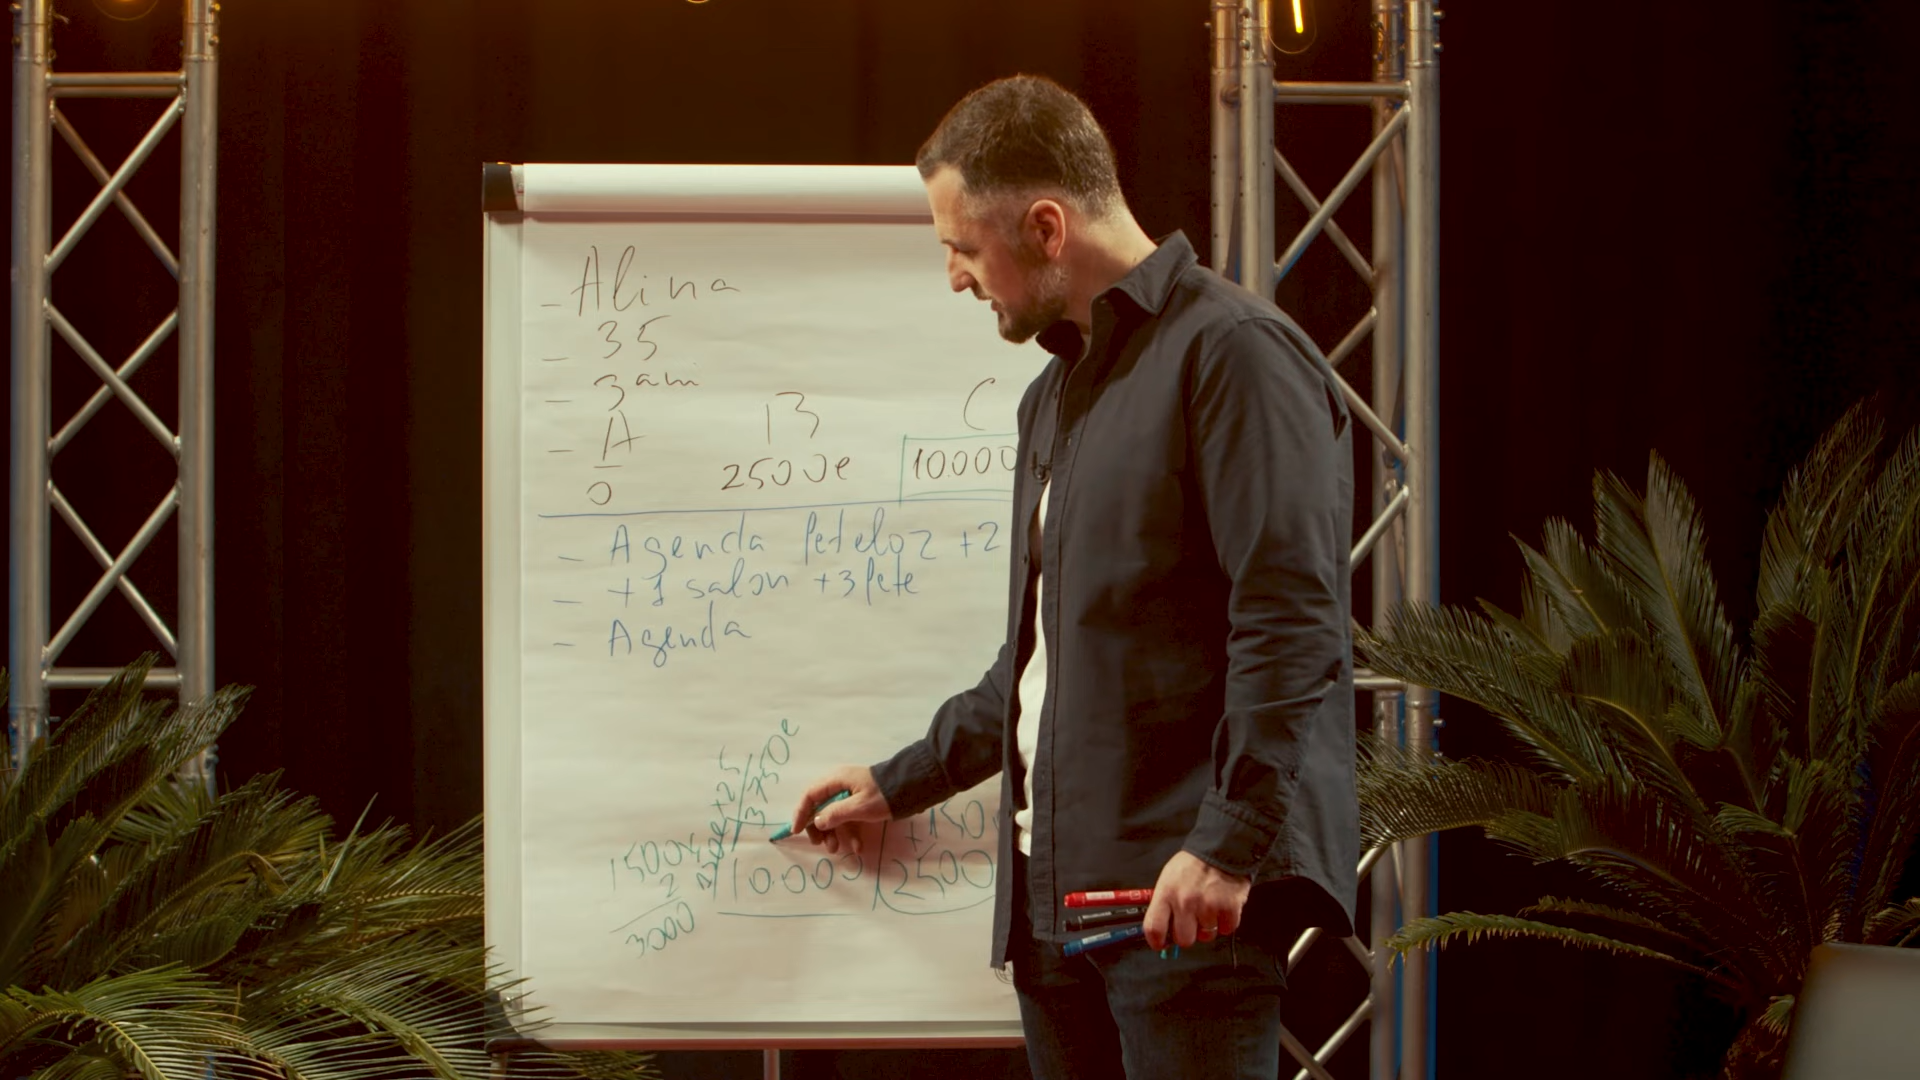 - Alina
- 35
- 3 ani
- A B C
0 2500e 10.000
- Agenda fetelor +2
- +1 salon +3 fete
- Agenda
3750e
+150
1500
2
10.000
2500
3000